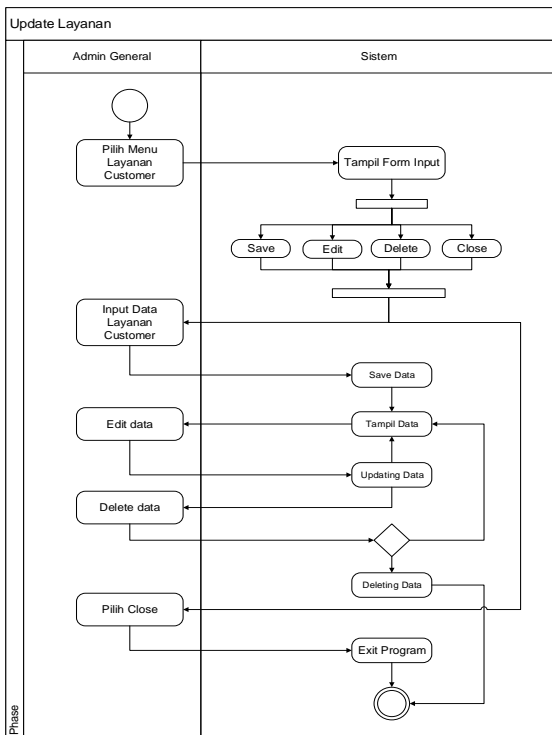 Update Layanan
Admin General
Sistem
Pilih Menu
Layanan
Customer
Tampil Form Input
Save
Edit
Delete
Close
Input Data
Layanan
Customer
Save Data
Edit data
Tampil Data
Updating Data
Delete data
Deleting Data
Pilih Close
Exit Program
Phase